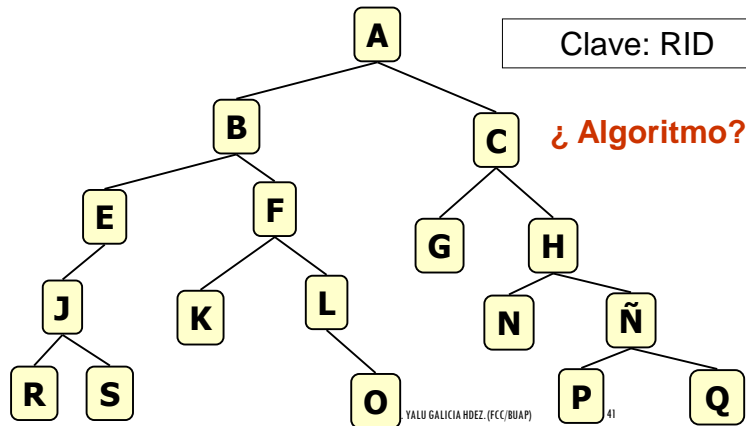 A
Clave: RID
B
C
¿ Algoritmo?
E
F
G
H
J
K
L
N
Ñ
R
S
O
. YALU GALICIA HDEZ. (FCC/BUAP)
P
41
Q